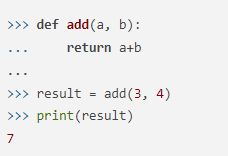 >>> def add(a, b):
...     return a+b
...
>>> result = add(3, 4)
>>> print(result)
7